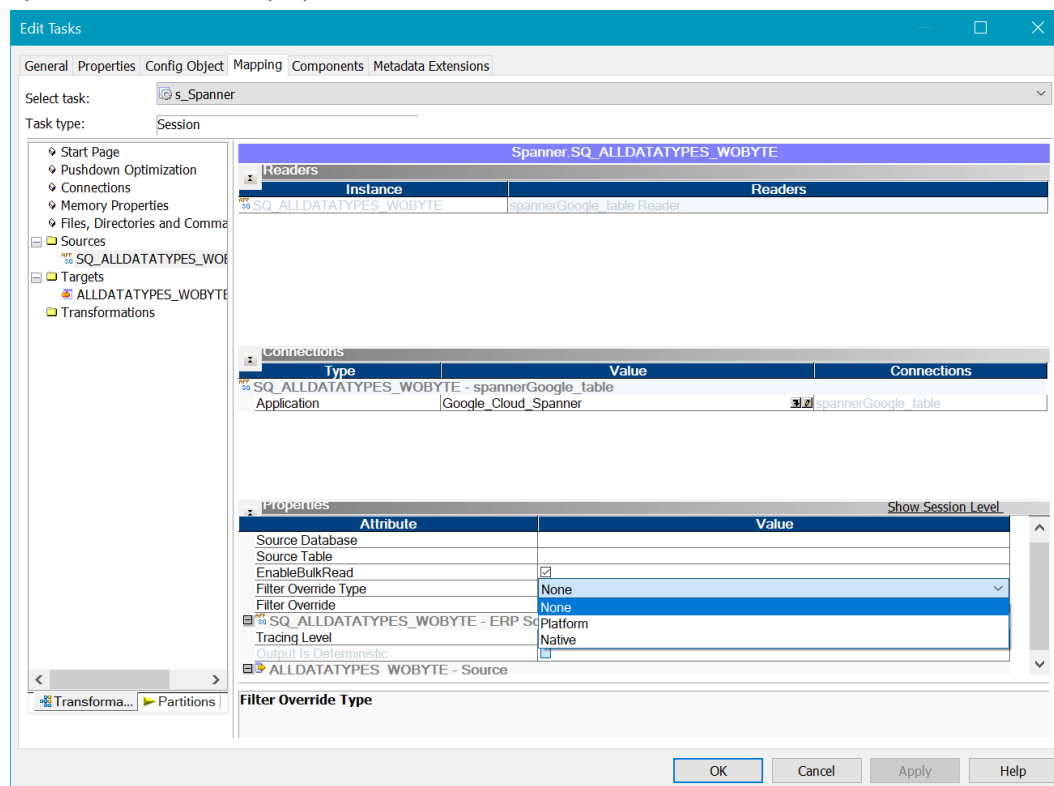 Edit Tasks
General Properties Config Object Mapping Components Metadata Extensions
Select task: s_Spanner
Task type: Session
Start Page
Pushdown Optimization
Connections
Memory Properties
Files, Directories and Comma
Sources
SQ_ALLDATATYPES_WOB
Targets
ALLDATATYPES_WOBYTE
Transformations
Transforma... Partitions
Spanner.SQ_ALLDATATYPES_WOBYTE
Readers
Instance Readers
SQ_ALLDATATYPES_WOBYTE spannerGoogle_table Reader
Connections
Type Value Connections
SQ_ALLDATATYPES_WOBYTE - spannerGoogle_table
Application Google_Cloud_Spanner spannerGoogle_table
Properties Show Session Level
Attribute Value
Source Database
Source Table
EnableBulkRead
Filter Override Type None
Filter Override None
SQ_ALLDATATYPES_WOBYTE - ERP So Platform
Tracing Level Native
Output Is Deterministic
ALLDATATYPES_WOBYTE - Source
Filter Override Type
OK Cancel Apply Help